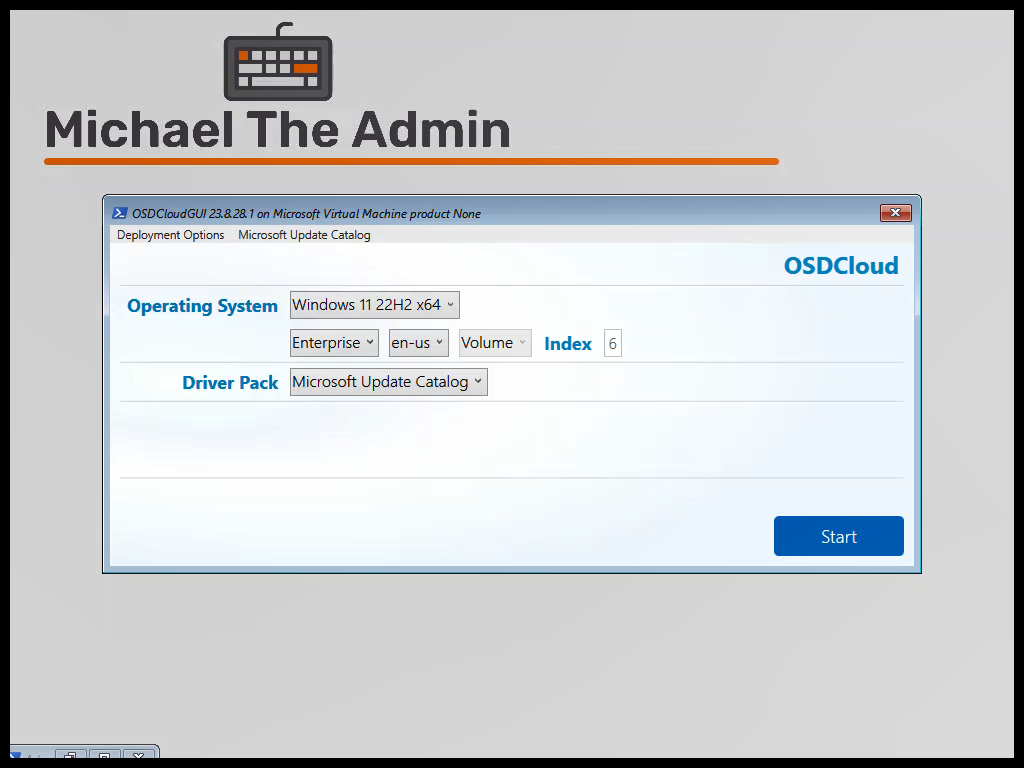 Michael The Admin
OSDCloudGUI 23.8.28.1 on Microsoft Virtual Machine product None
Deployment Options Microsoft Update Catalog
OSDCloud
Operating System Windows 11 22H2 x64
Enterprise en-us Volume Index 6
Driver Pack Microsoft Update Catalog
Start